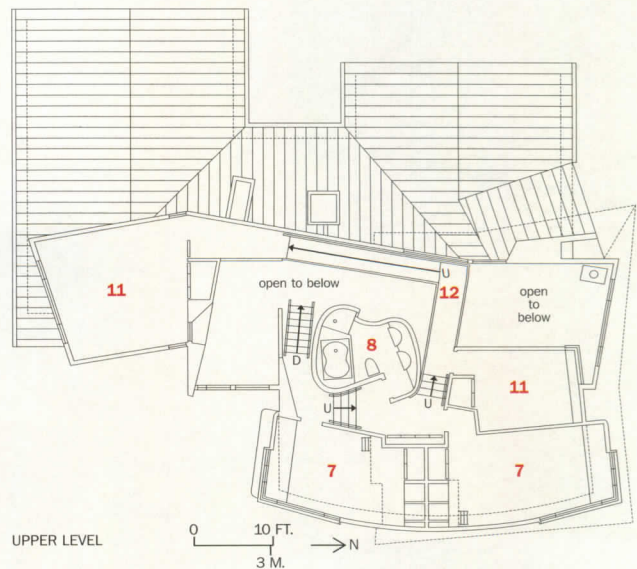 11
open to below
U
12
open
to
below
8
D
U
U
11
7
7
UPPER LEVEL
0 10 FT.
3 M.
N